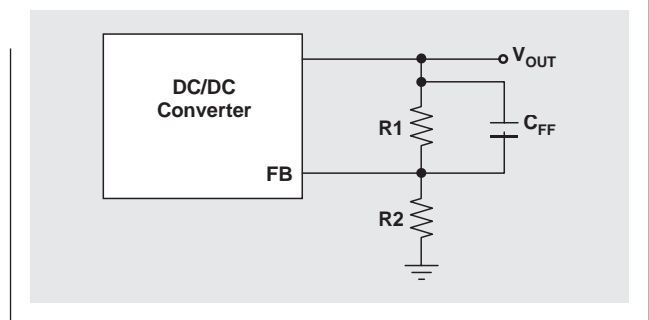 V_OUT
DC/DC
Converter
R1
C_FF
FB
R2